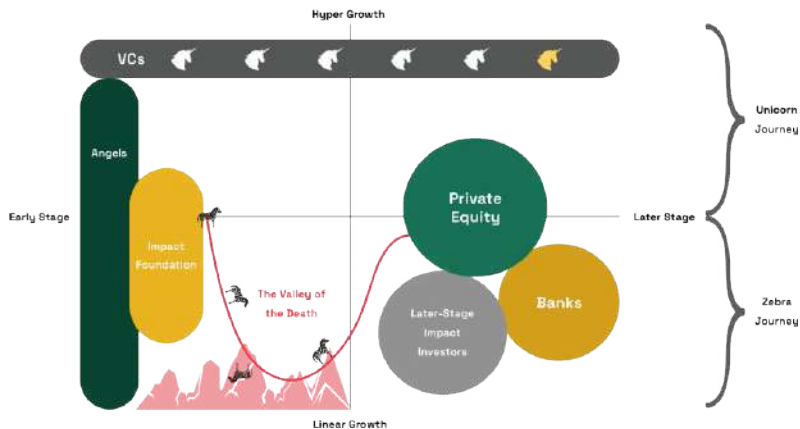 Hyper Growth
VCs
Unicorn
Journey
Angels
Private
Equity
Early Stage
Later Stage
Impact
Foundation
The Valley of
the Death
Banks
Later-Stage
Impact
Investors
Zebra
Journey
Linear Growth